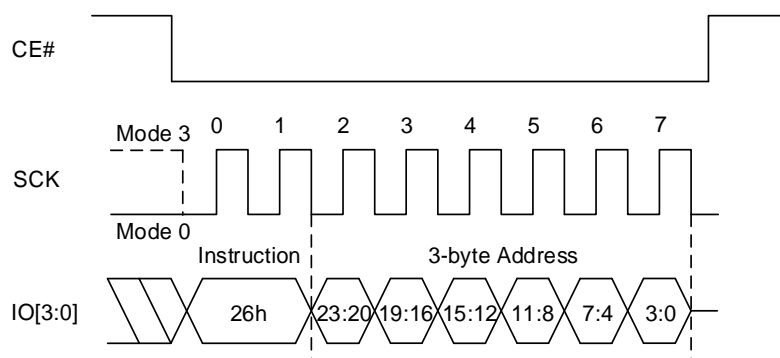 CE#
Mode 3 0 1 2 3 4 5 6 7
SCK
Mode 0
Instruction 3-byte Address
IO[3:0] 26h 23:20 19:16 15:12 11:8 7:4 3:0